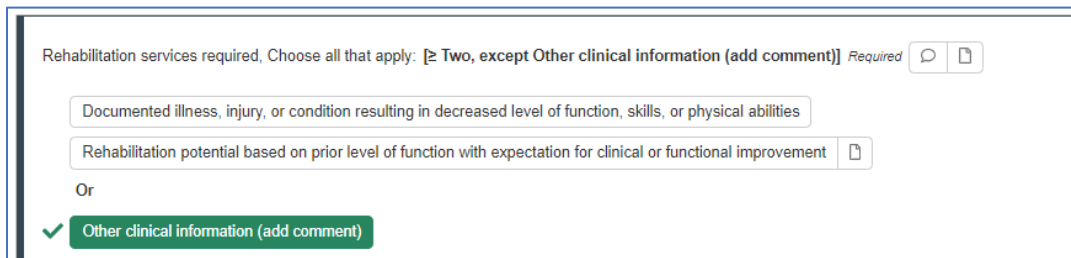 Rehabilitation services required, Choose all that apply: [≥ Two, except Other clinical information (add comment)] Required
Documented illness, injury, or condition resulting in decreased level of function, skills, or physical abilities
Rehabilitation potential based on prior level of function with expectation for clinical or functional improvement
Or
Other clinical information (add comment)